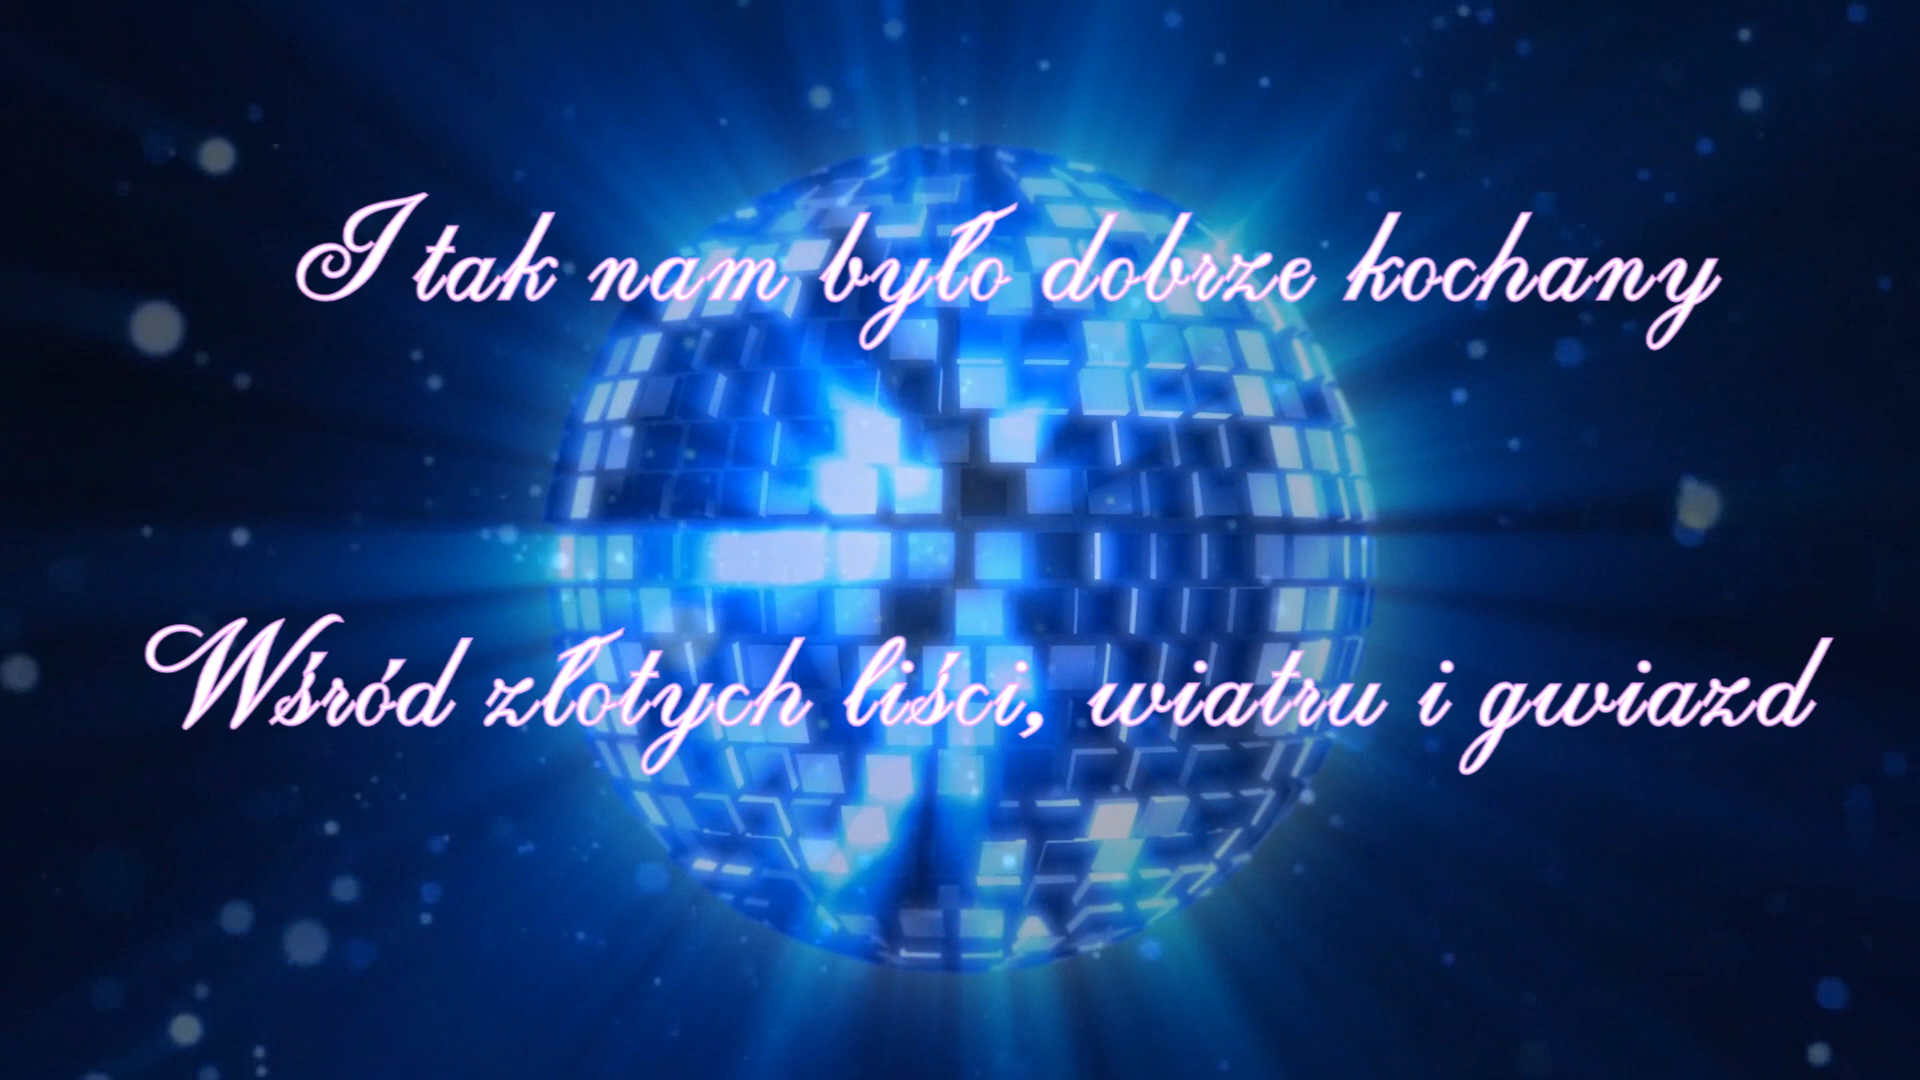 I tak nam było dobrze kochany
Wśród złotych liści, wiatru i gwiazd